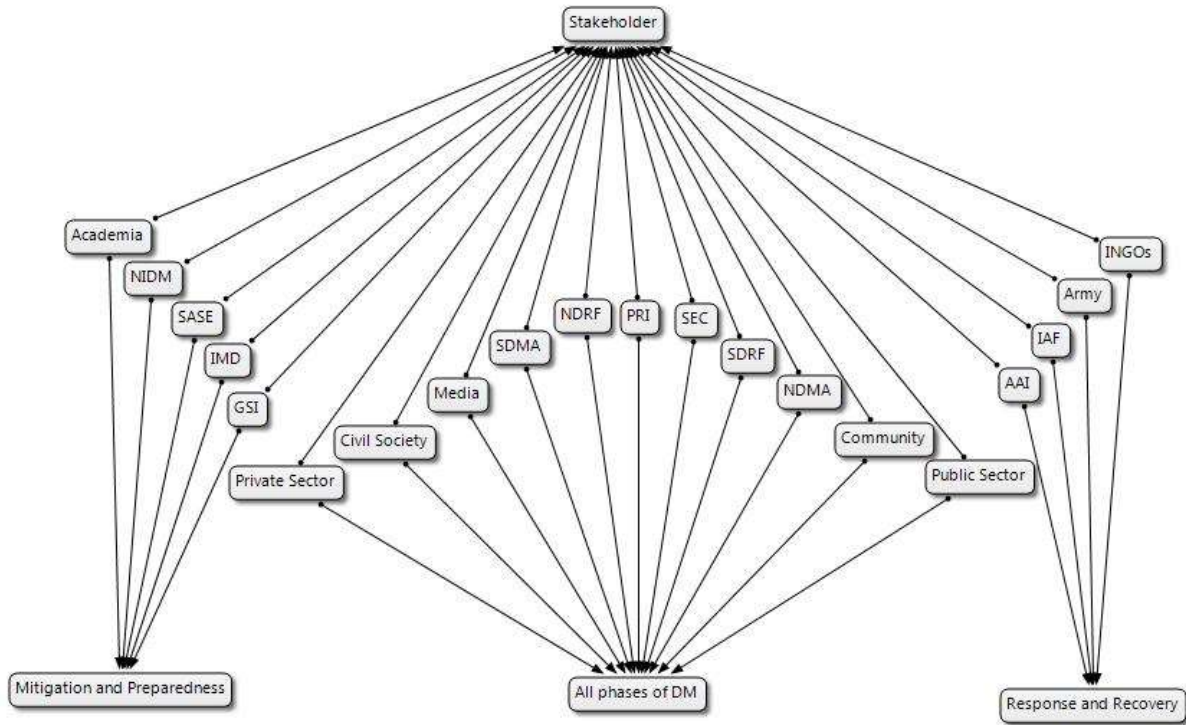 Stakeholder
Academia
INGOs
NIDM
Army
SASE
NDRF
PRI
SEC
IAF
IMD
SDMA
SDRF
AAI
GSI
Media
NDMA
Civil Society
Community
Private Sector
Public Sector
Mitigation and Preparedness
All phases of DM
Response and Recovery